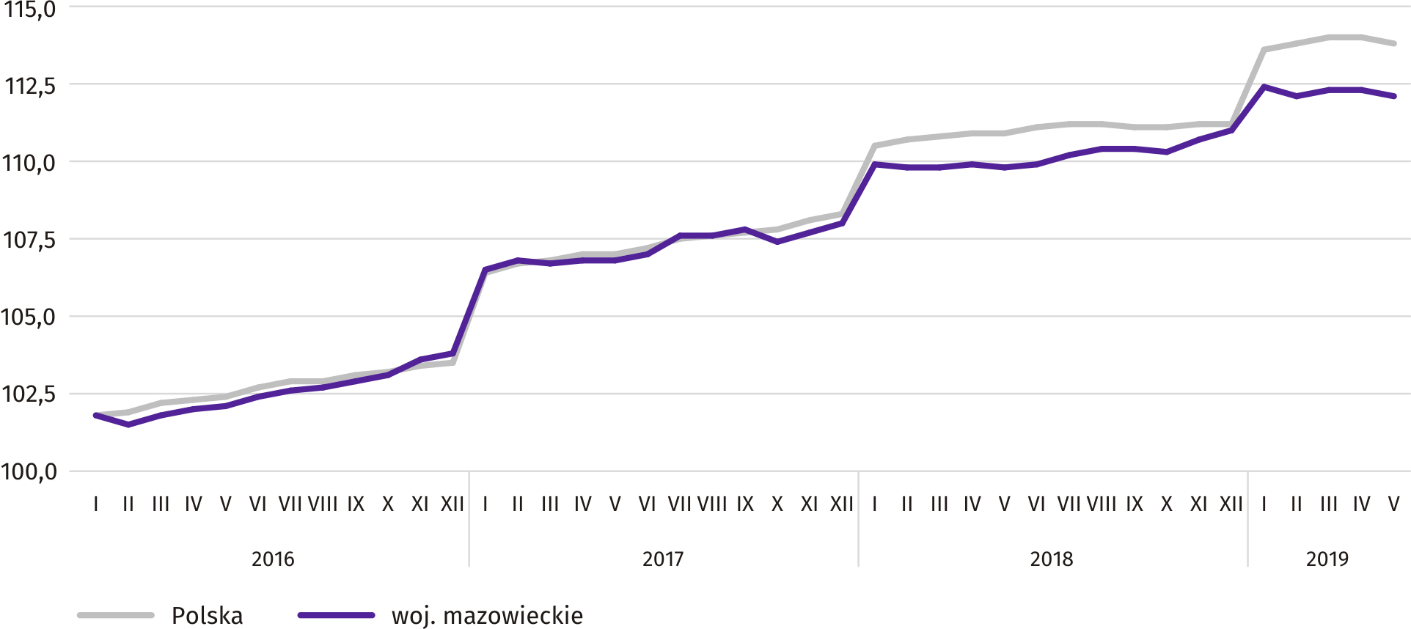 115,0
112,5
110,0
107,5
105,0
102,5
100,0
I II III IV V VI VII VIII IX X XI XII I II III IV V VI VII VIII IX X XI XII I II III IV V VI VII VIII IX X XI XII I II III IV V
2016 2017 2018 2019
Polska woj. mazowieckie